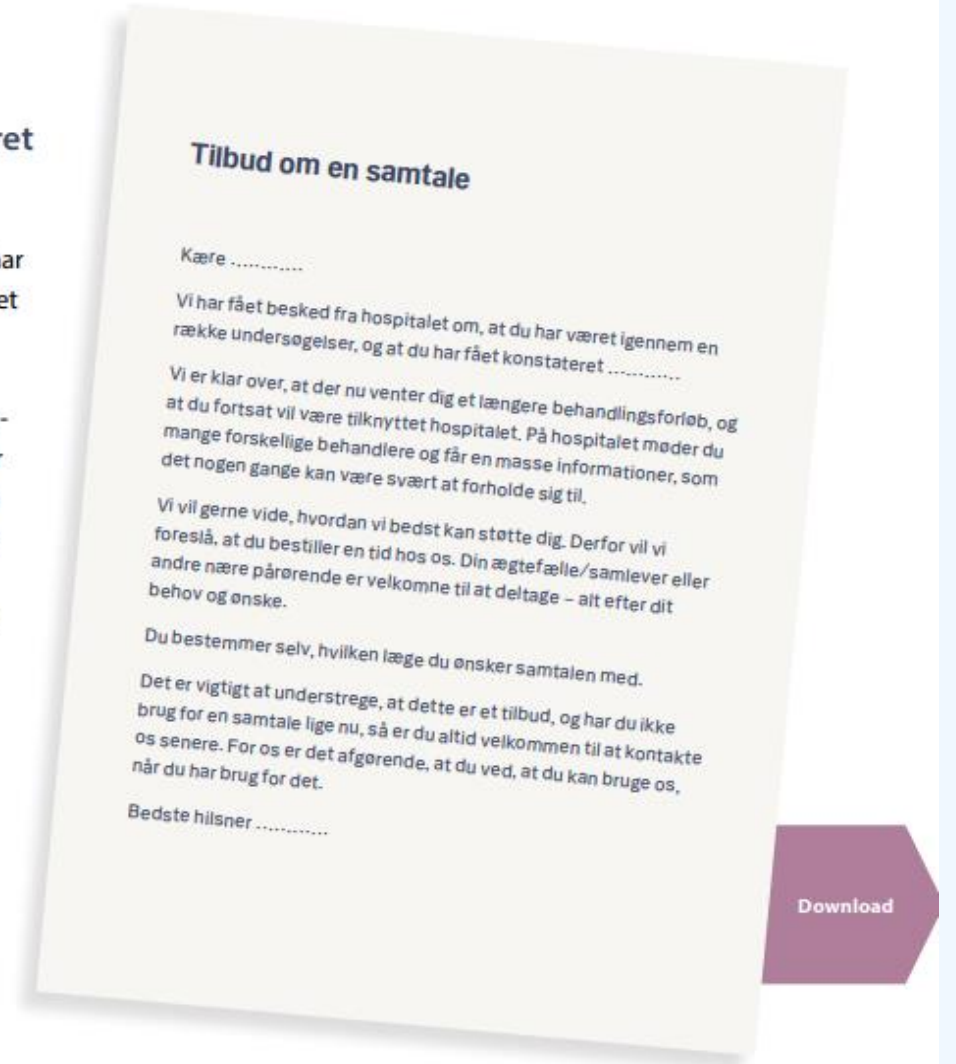 ret
ar
et
Tilbud om en samtale
Kære ............
Vi har fået besked fra hospitalet om, at du har været igennem en
række undersøgelser, og at du har fået konstateret ............
Vi er klar over, at der nu venter dig et længere behandlingsforløb, og
at du fortsat vil være tilknyttet hospitalet. På hospitalet møder du
mange forskellige behandlere og får en masse informationer, som
det nogen gange kan være svært at forholde sig til.
Vi vil gerne vide, hvordan vi bedst kan støtte dig. Derfor vil vi
foreslå, at du bestiller en tid hos os. Din ægtefælle/samlever eller
andre nære pårørende er velkomne til at deltage – alt efter dit
behov og ønske.
Du bestemmer selv, hvilken læge du ønsker samtalen med.
Det er vigtigt at understrege, at dette er et tilbud, og har du ikke
brug for en samtale lige nu, så er du altid velkommen til at kontakte
os senere. For os er det afgørende, at du ved, at du kan bruge os,
når du har brug for det.
Bedste hilsner ............
Download